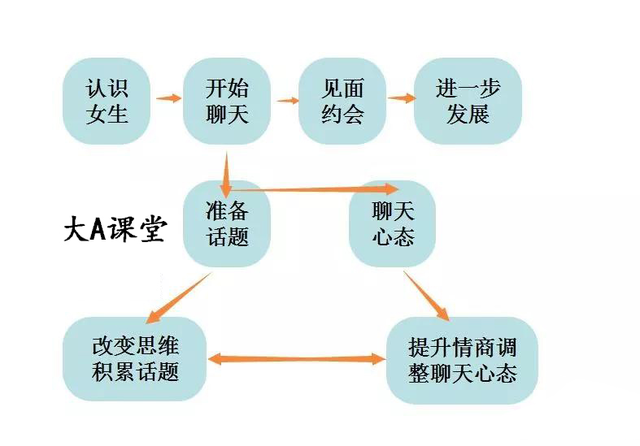 认识
女生
开始
聊天
见面
约会
进一步
发展
大A课堂
准备
话题
聊天
心态
改变思维
积累话题
提升情商调
整聊天心态